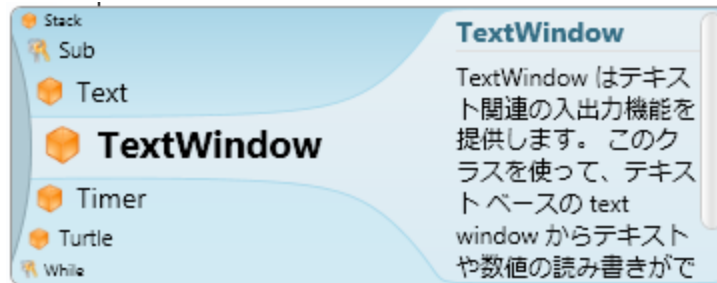 Stack
Sub
Text
TextWindow
Timer
Turtle
While
TextWindow
TextWindow はテキス
ト関連の入出力機能を
提供します。 このク
ラスを使って、テキス
ト ベースの text
window からテキスト
や数値の読み書きがで